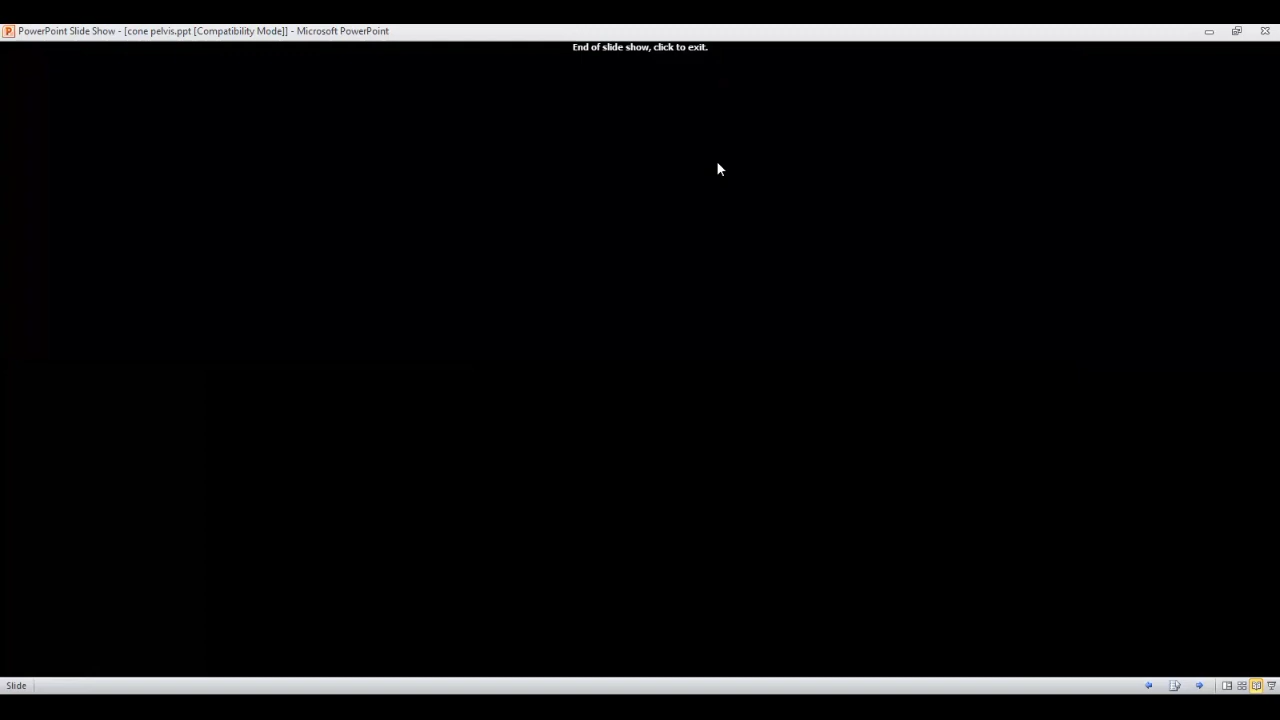 PowerPoint Slide Show - [cone pelvis.ppt [Compatibility Mode]] - Microsoft PowerPoint
End of slide show, click to exit.
Slide